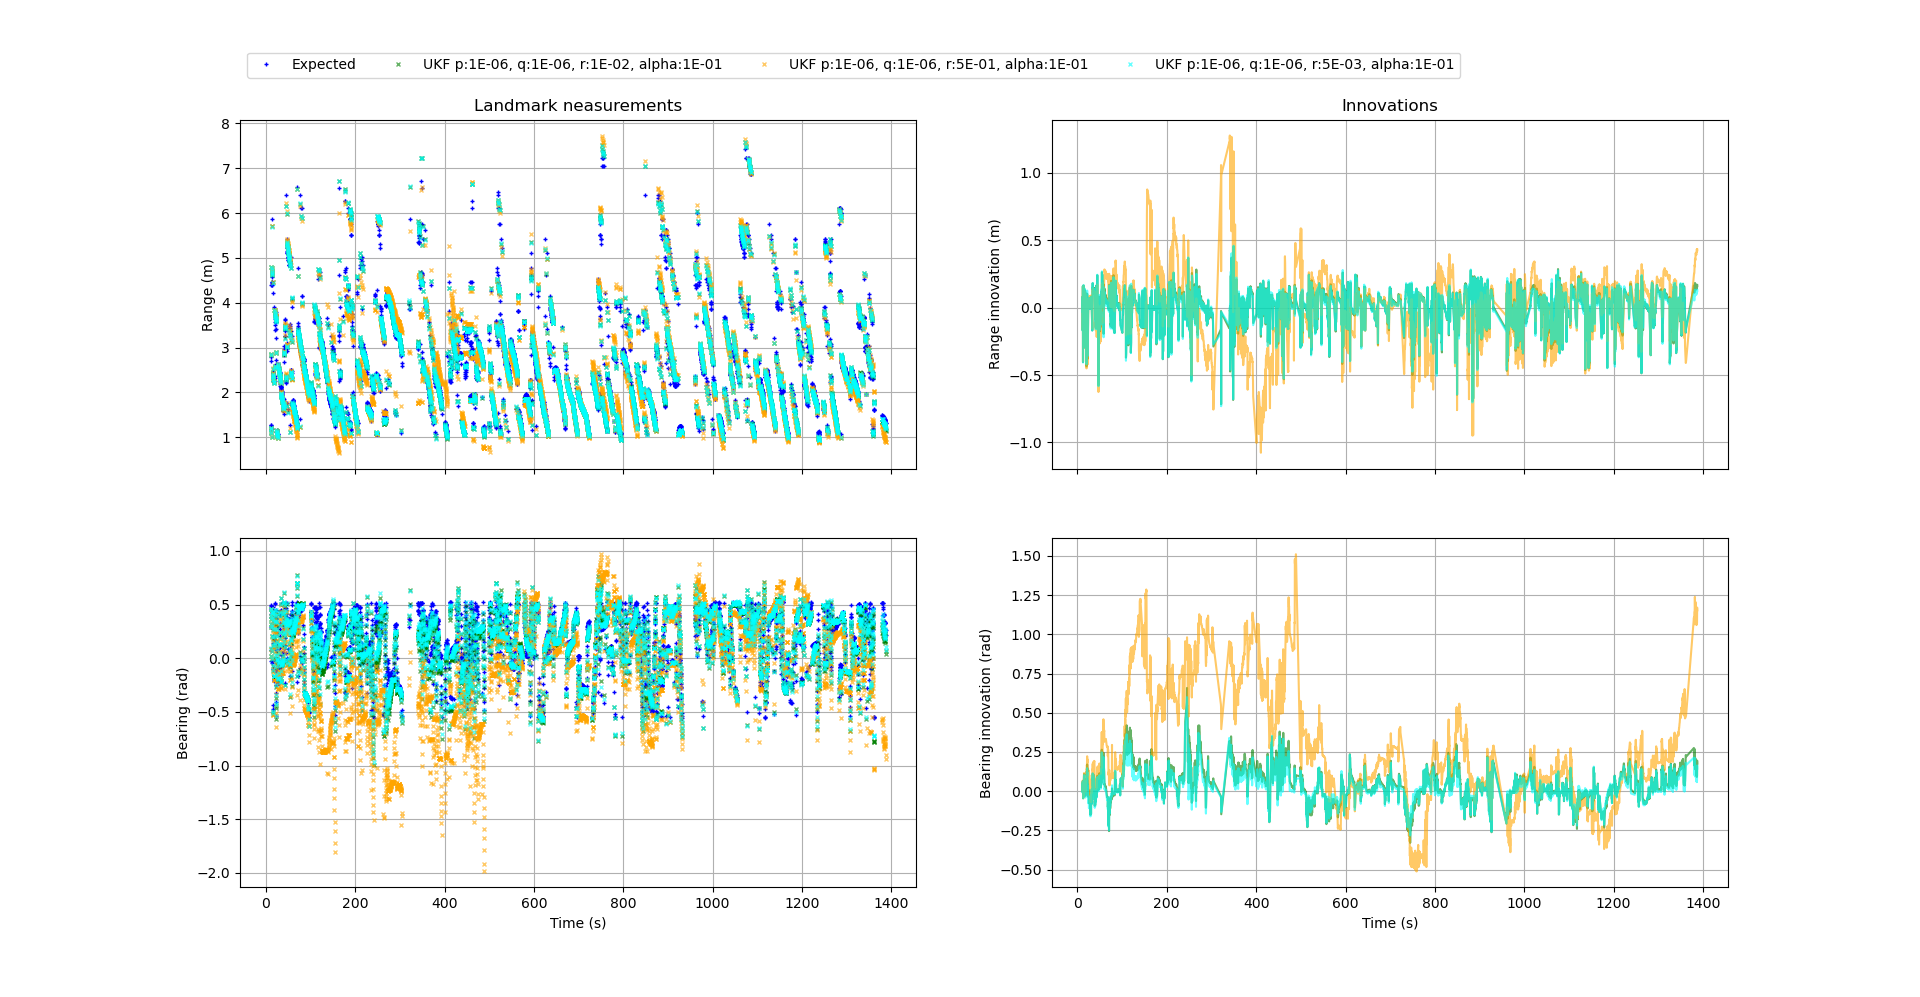 Expected UKF p:1E-06, q:1E-06, r:1E-02, alpha:1E-01 UKF p:1E-06, q:1E-06, r:5E-01, alpha:1E-01 UKF p:1E-06, q:1E-06, r:5E-03, alpha:1E-01
Landmark neasurements
8
7
6
5
4
3
2
1
Range (m)
Innovations
1.0
0.5
0.0
−0.5
−1.0
Range innovation (m)
1.0
0.5
0.0
−0.5
−1.0
−1.5
−2.0
Bearing (rad)
0 200 400 600 800 1000 1200 1400
Time (s)
1.50
1.25
1.00
0.75
0.50
0.25
0.00
−0.25
−0.50
Bearing innovation (rad)
0 200 400 600 800 1000 1200 1400
Time (s)